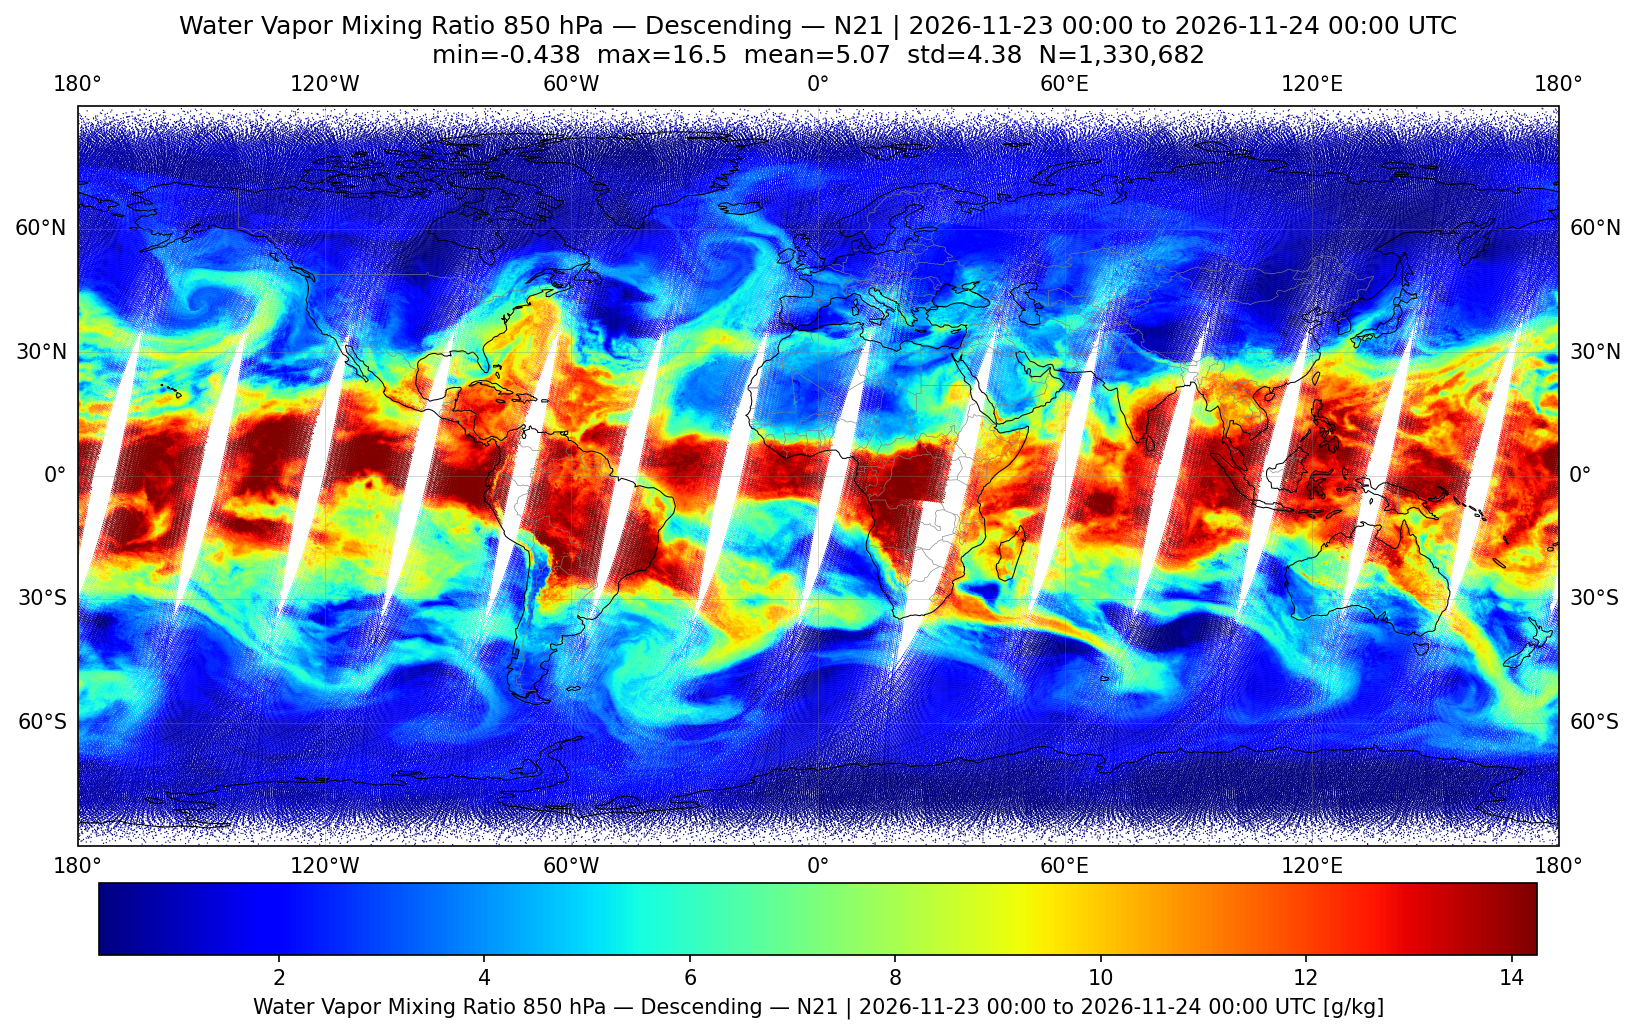 Water Vapor Mixing Ratio 850 hPa — Descending — N21 | 2026-11-23 00:00 to 2026-11-24 00:00 UTC
min=-0.438 max=16.5 mean=5.07 std=4.38 N=1,330,682
180° 120°W 60°W 0° 60°E 120°E 180°
60°N 60°N
30°N 30°N
0° 0°
30°S 30°S
60°S 60°S
180° 120°W 60°W 0° 60°E 120°E 180°
2 4 6 8 10 12 14
Water Vapor Mixing Ratio 850 hPa — Descending — N21 | 2026-11-23 00:00 to 2026-11-24 00:00 UTC [g/kg]